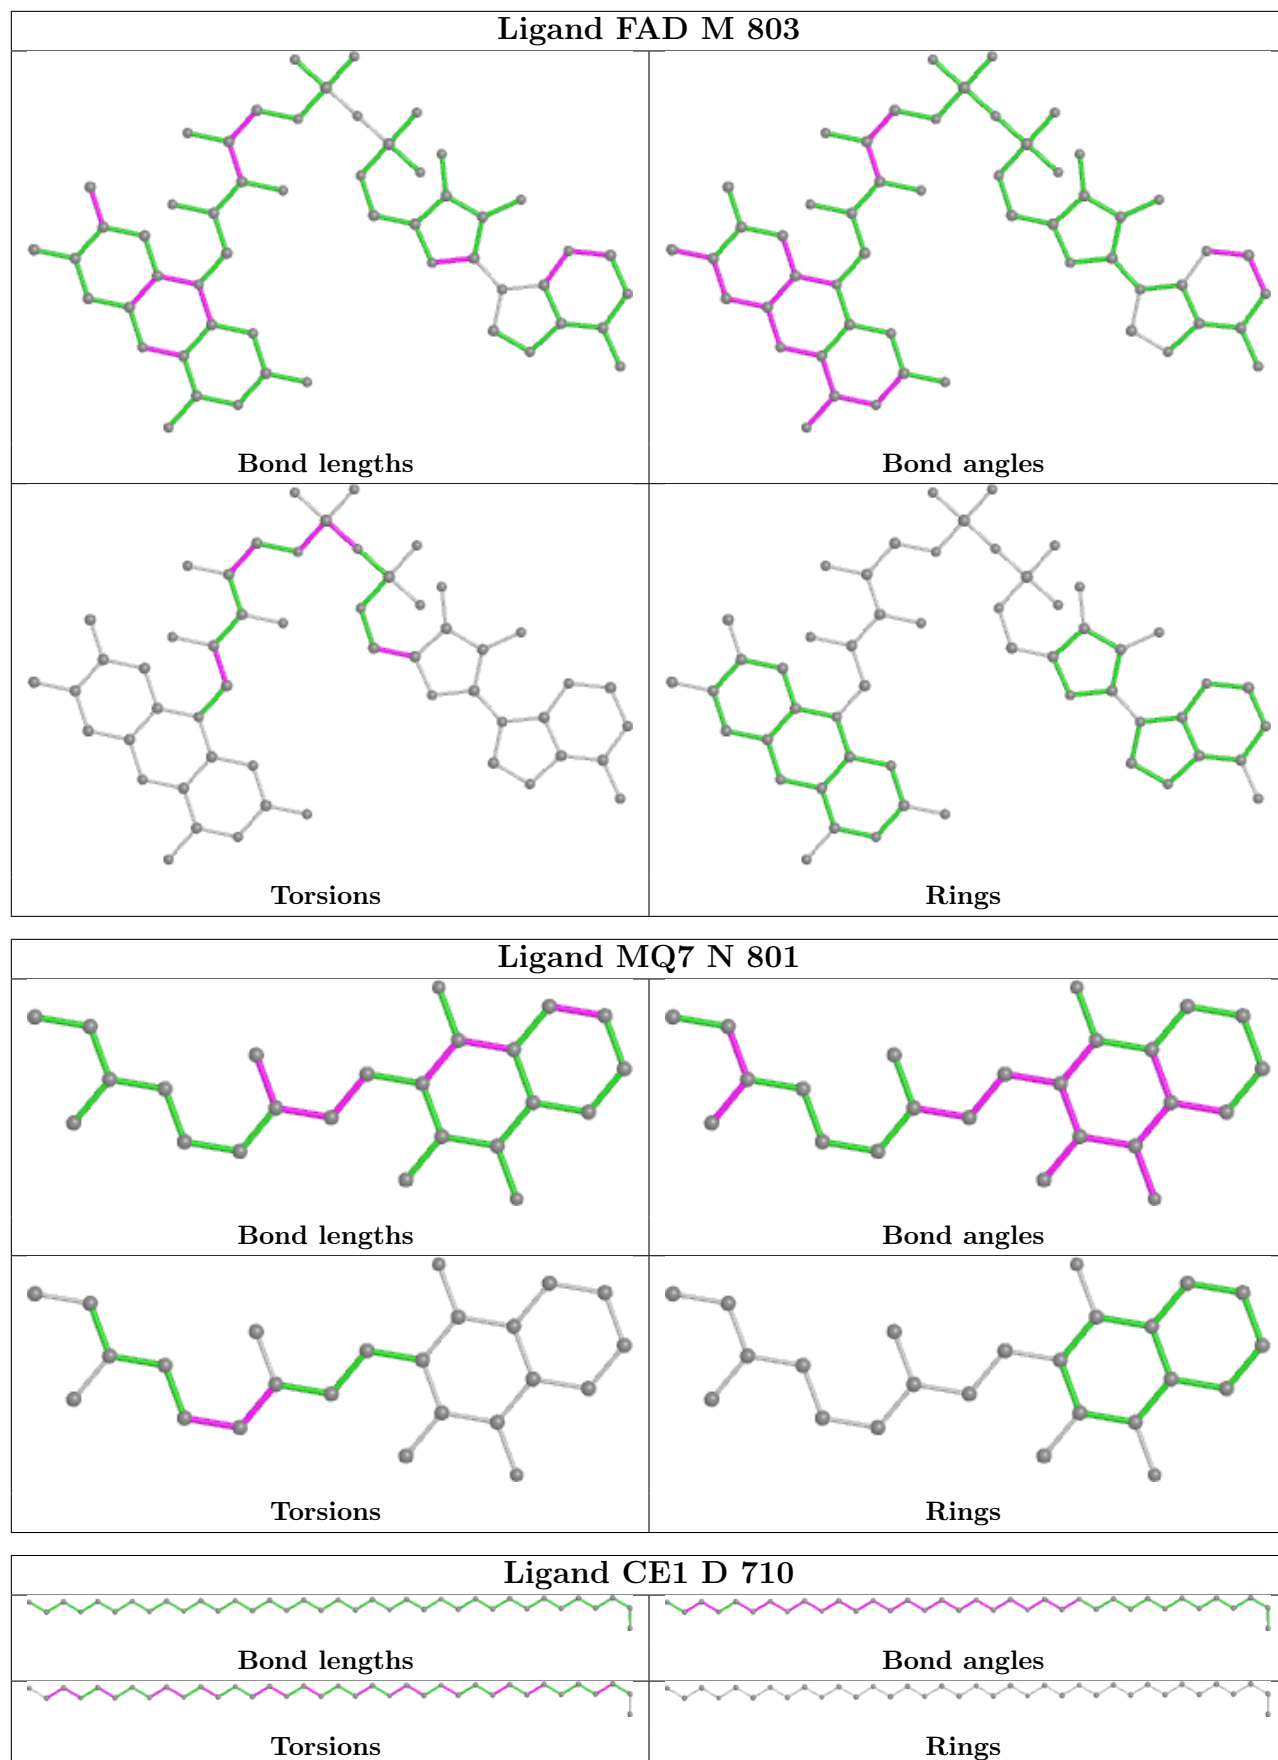 Ligand FAD M 803
Bond lengths
Bond angles
Torsions
Rings
Ligand MQ7 N 801
Bond lengths
Bond angles
Torsions
Rings
Ligand CE1 D 710
Bond lengths
Bond angles
Torsions
Rings